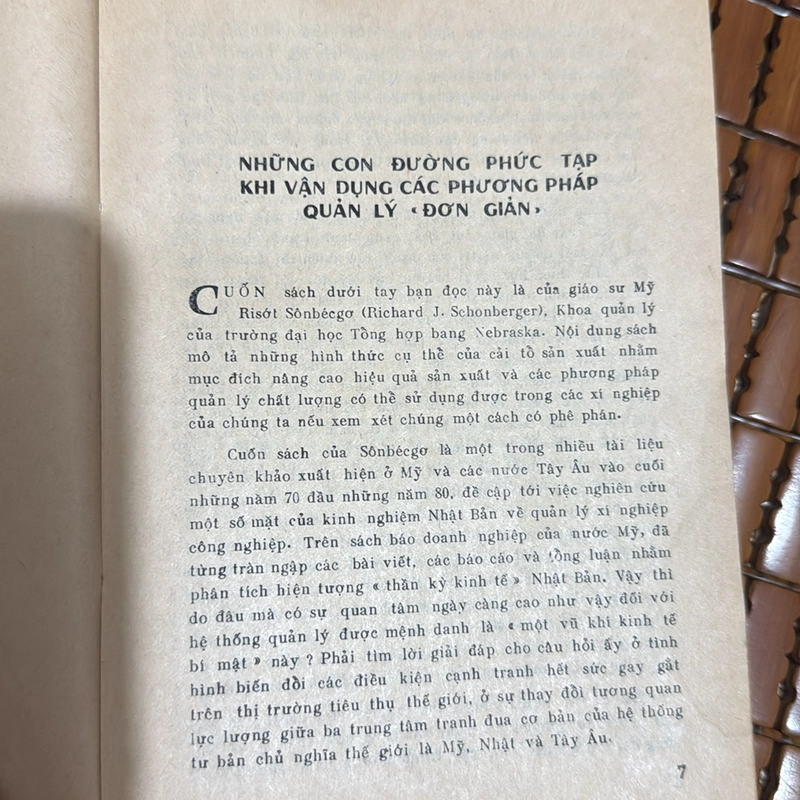 NHỮNG CON ĐƯỜNG PHỨC TẠP
KHI VẬN DỤNG CÁC PHƯƠNG PHÁP
QUẢN LÝ «ĐƠN GIẢN»
CUỐN sách dưới tay bạn đọc này là của giáo sư Mỹ
Risớt Sônbécgơ (Richard J. Schonberger), Khoa quản lý
của trường đại học Tổng hợp bang Nebraska. Nội dung sách
mô tả những hình thức cụ thể của cải tổ sản xuất nhằm
mục đích nâng cao hiệu quả sản xuất và các phương pháp
quản lý chất lượng có thể sử dụng được trong các xí nghiệp
của chúng ta nếu xem xét chúng một cách có phê phán.
Cuốn sách của Sônbécgơ là một trong nhiều tài liệu
chuyên khảo xuất hiện ở Mỹ và các nước Tây Âu vào cuối
những năm 70 đầu những năm 80, đề cập tới việc nghiên cứu
một số mặt của kinh nghiệm Nhật Bản về quản lý xí nghiệp
công nghiệp. Trên sách báo doanh nghiệp của nước Mỹ, đã
từng tràn ngập các bài viết, các báo cáo và tổng luận nhằm
phân tích hiện tượng «thần kỳ kinh tế» Nhật Bản. Vậy thì
do đâu mà có sự quan tâm ngày càng cao như vậy đối với
hệ thống quản lý được mệnh danh là «một vũ khí kinh tế
bí mật» này? Phải tìm lời giải đáp cho câu hỏi ấy ở tình
hình biến đổi các điều kiện cạnh tranh hết sức gay gắt
trên thị trường tiêu thụ thế giới, ở sự thay đổi tương quan
lực lượng giữa ba trung tâm tranh đua cơ bản của hệ thống
tư bản chủ nghĩa thế giới là Mỹ, Nhật và Tây Âu.
7